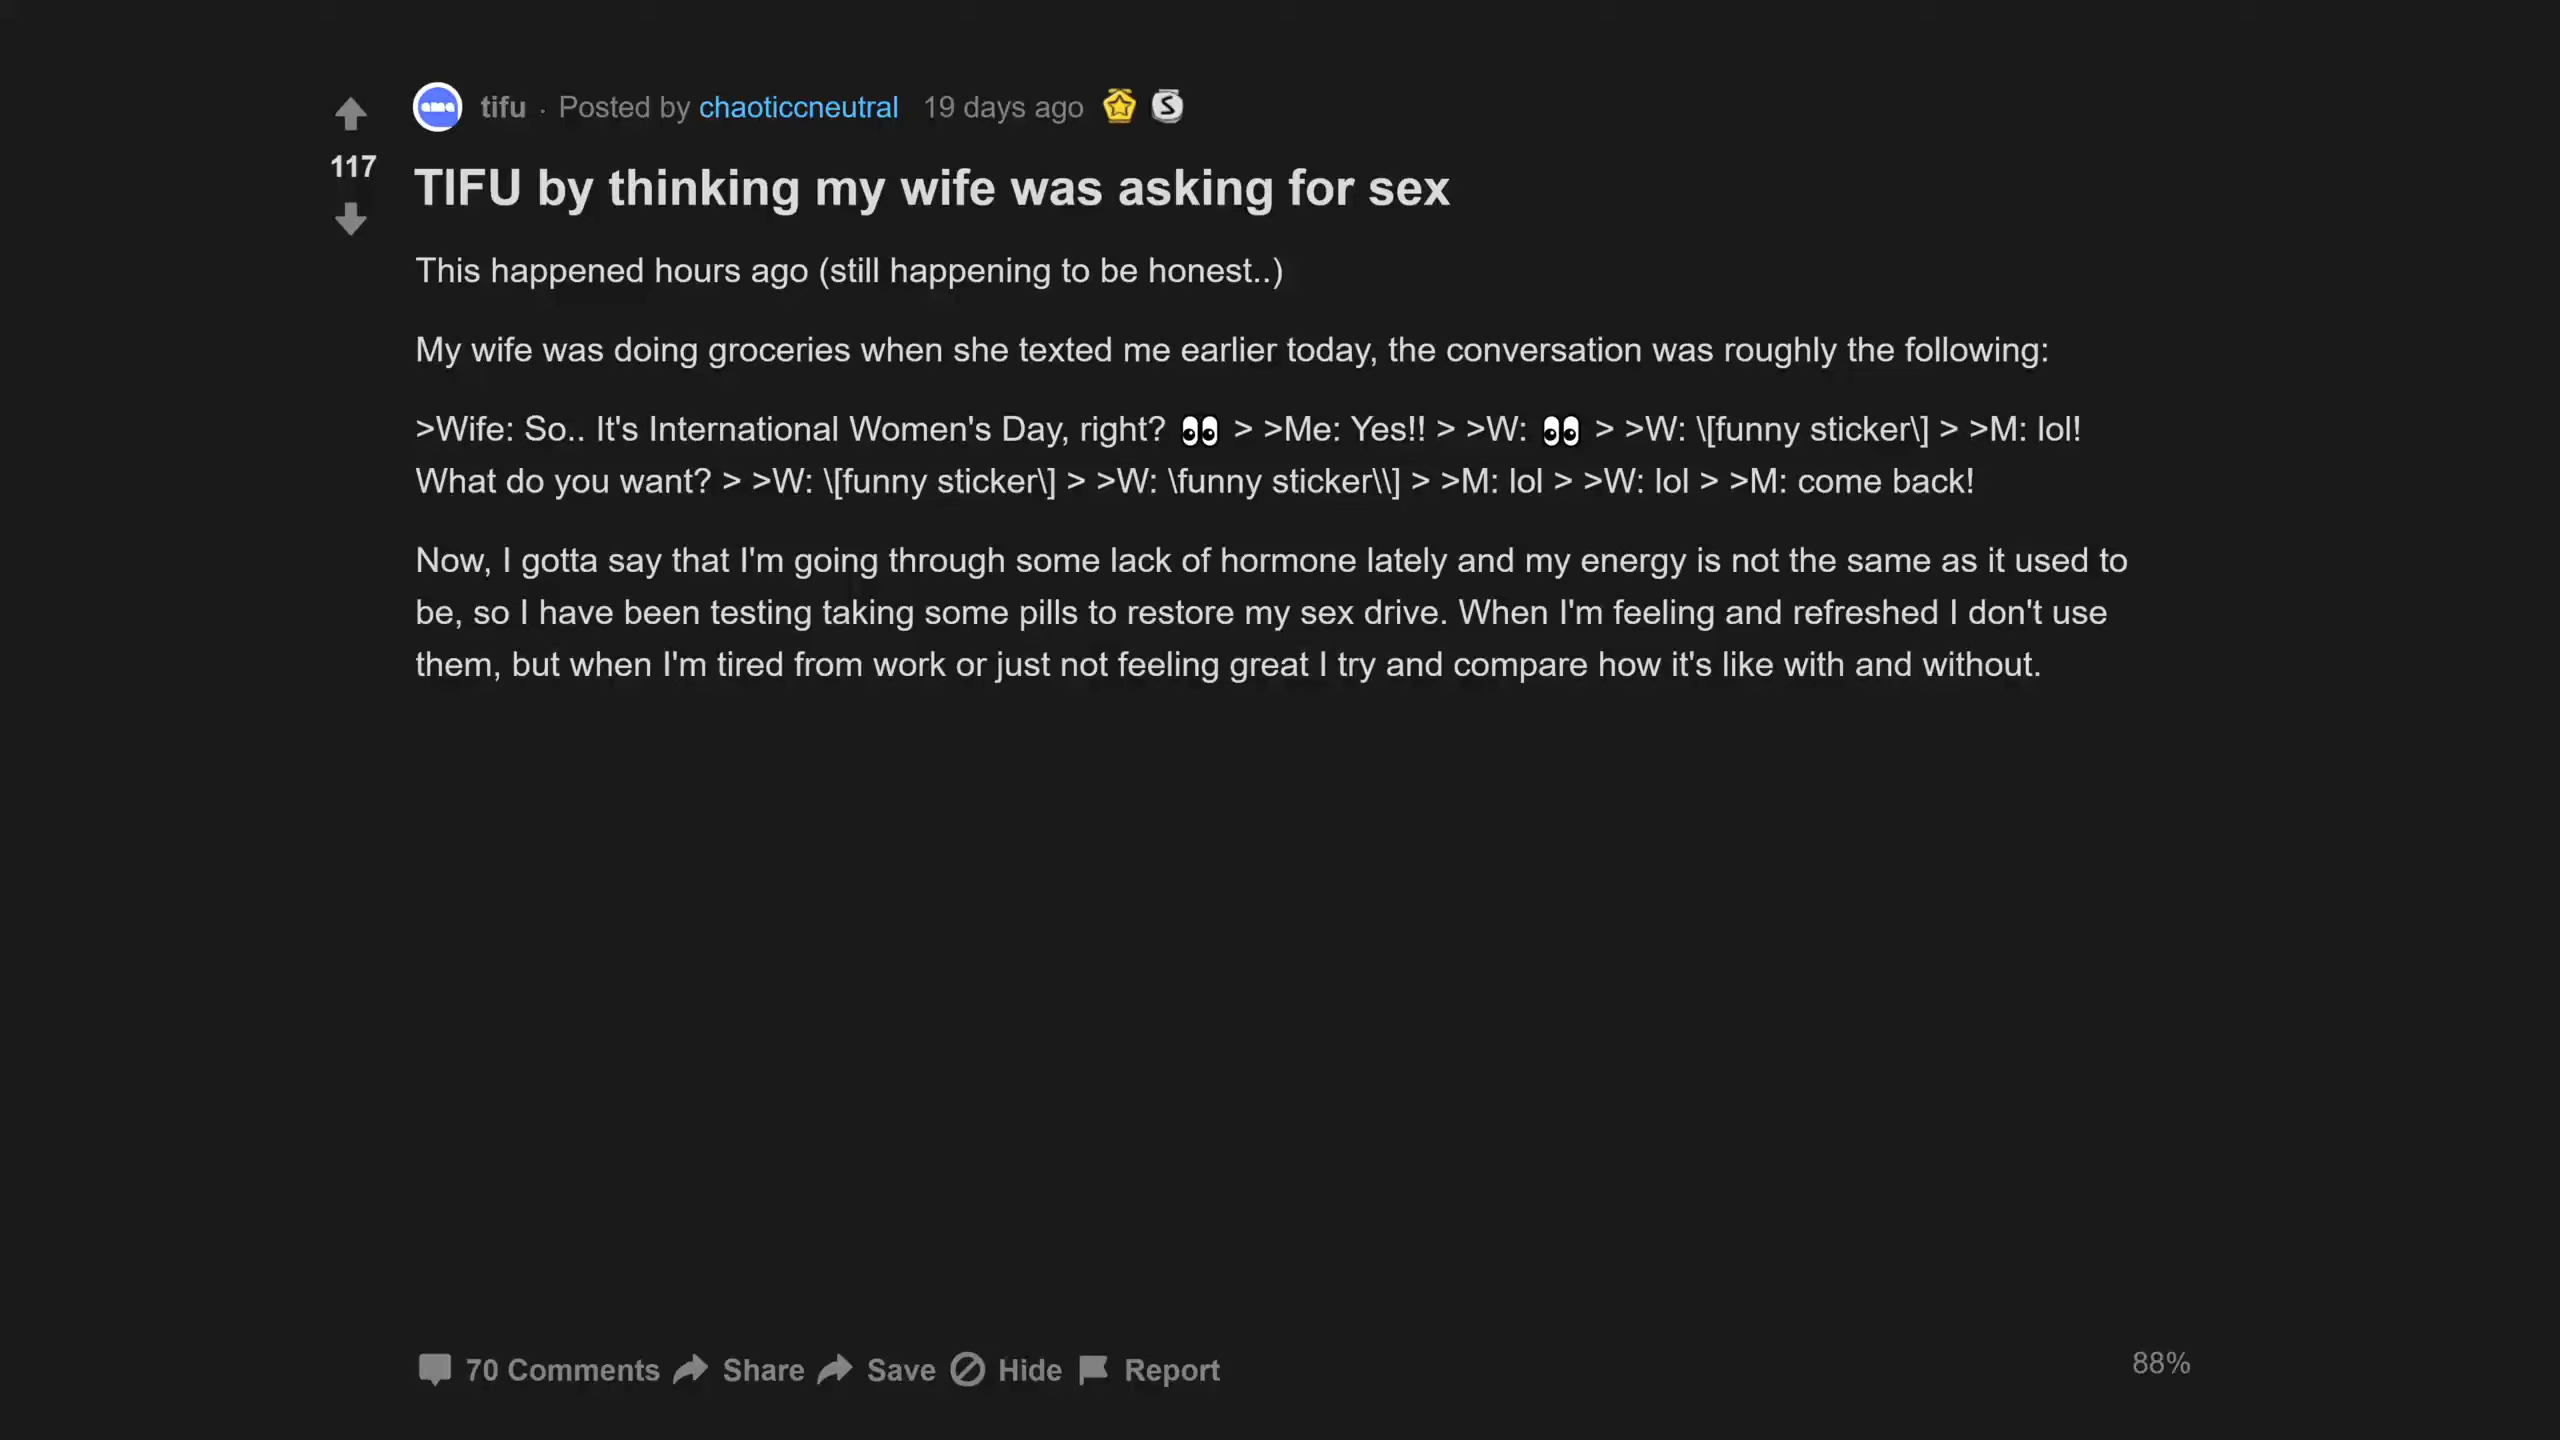 tifu · Posted by chaoticcneutral 19 days ago
117
TIFU by thinking my wife was asking for sex
This happened hours ago (still happening to be honest..)
My wife was doing groceries when she texted me earlier today, the conversation was roughly the following:
>Wife: So.. It's International Women's Day, right? 👀 > >Me: Yes!! > >W: 👀 > >W: \[funny sticker\] > >M: lol!
What do you want? > >W: \[funny sticker\] > >W: \funny sticker\\] > >M: lol > >W: lol > >M: come back!
Now, I gotta say that I'm going through some lack of hormone lately and my energy is not the same as it used to
be, so I have been testing taking some pills to restore my sex drive. When I'm feeling and refreshed I don't use
them, but when I'm tired from work or just not feeling great I try and compare how it's like with and without.
70 Comments Share Save Hide Report
88%